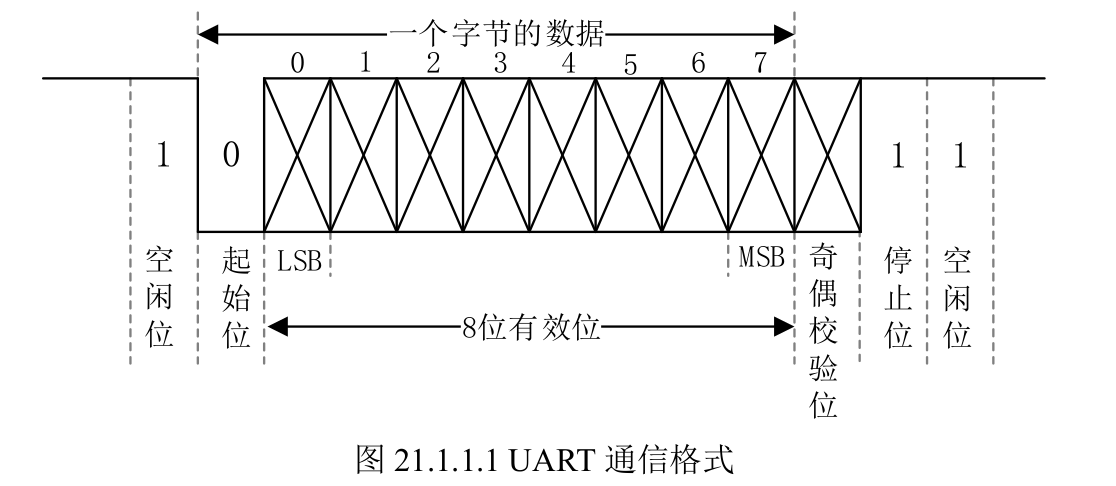 一个字节的数据
0 1 2 3 4 5 6 7
1 0 1 1
空闲位
起始位
LSB
MSB
奇偶校验位
停止位
空闲位
8位有效位
图 21.1.1.1 UART 通信格式